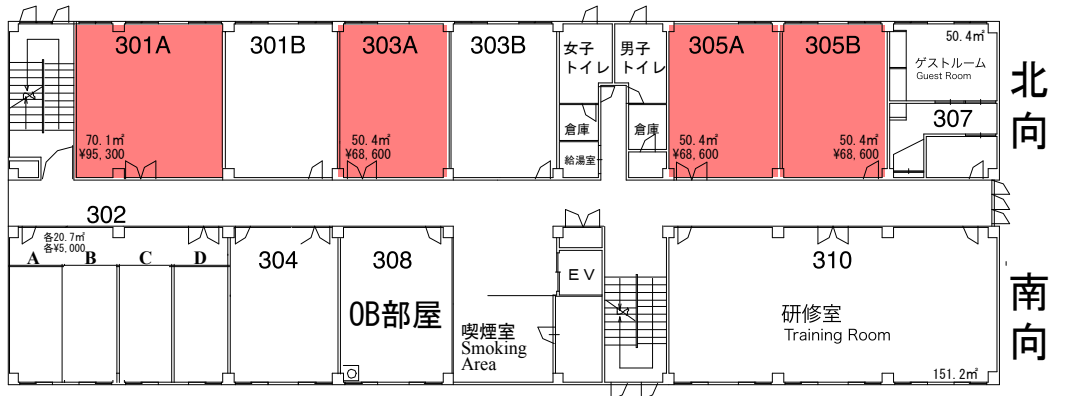 301A
70.1㎡
¥95,300
301B
303A
50.4㎡
¥68,600
303B
女子
トイレ
男子
トイレ
倉庫
倉庫
給湯室
305A
50.4㎡
¥68,600
305B
50.4㎡
¥68,600
50.4㎡
ゲストルーム
Guest Room
307
北向
302
各20.7㎡
各¥5,000
A B C D
304
308
OB部屋
喫煙室
Smoking
Area
EV
310
研修室
Training Room
151.2㎡
南向